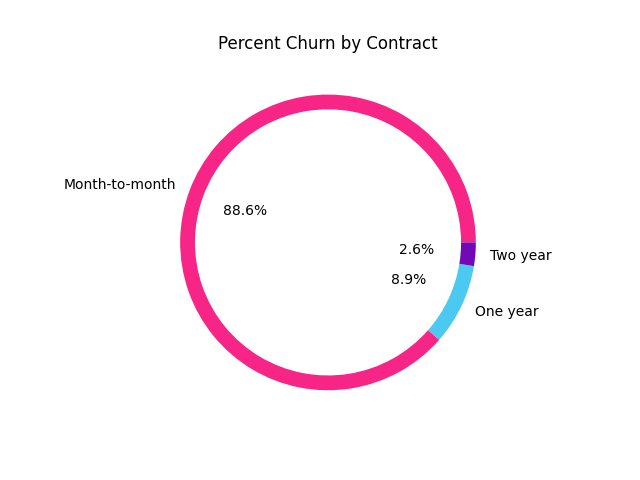 Percent Churn by Contract
Month-to-month
88.6%
2.6%
Two year
8.9%
One year